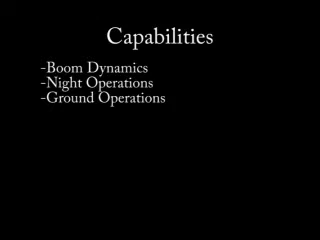 Capabilities
-Boom Dynamics
-Night Operations
-Ground Operations